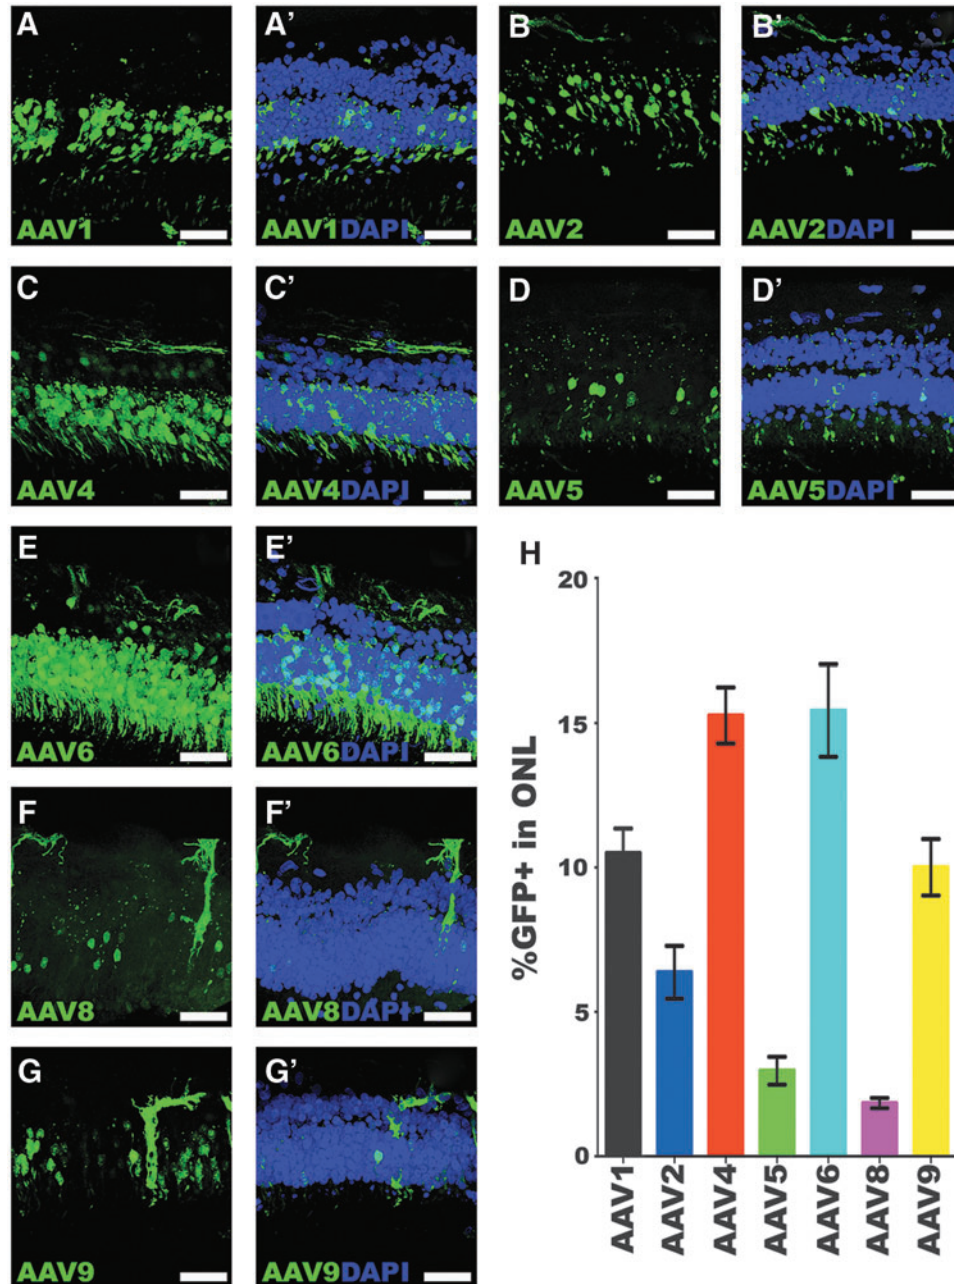 A
A'
B
B'
AAV1
AAV1DAPI
AAV2
AAV2DAPI
C
C'
D
D'
AAV4
AAV4DAPI
AAV5
AAV5DAPI
E
E'
AAV6
AAV6DAPI
F
F'
AAV8
AAV8DAPI
G
G'
AAV9
AAV9DAPI
H
%GFP+ in ONL
20
15
10
5
0
AAV1
AAV2
AAV4
AAV5
AAV6
AAV8
AAV9